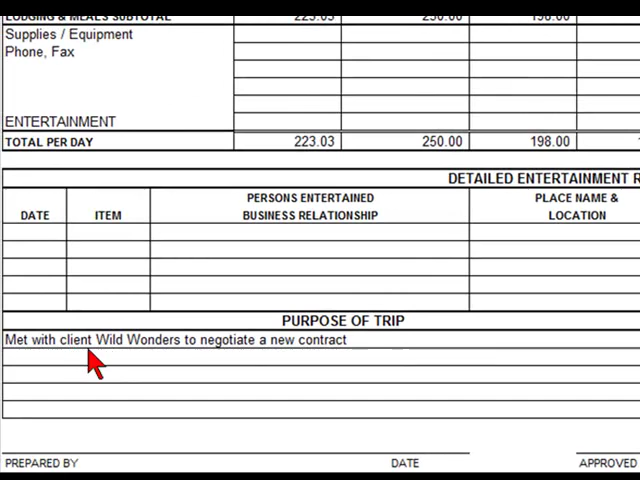 LODGING & MEALS SUBTOTAL 223.03 250.00 198.00
Supplies / Equipment
Phone, Fax
ENTERTAINMENT
TOTAL PER DAY 223.03 250.00 198.00
DETAILED ENTERTAINMENT R
DATE ITEM PERSONS ENTERTAINED BUSINESS RELATIONSHIP PLACE NAME & LOCATION
PURPOSE OF TRIP
Met with client Wild Wonders to negotiate a new contract
PREPARED BY DATE APPROVED